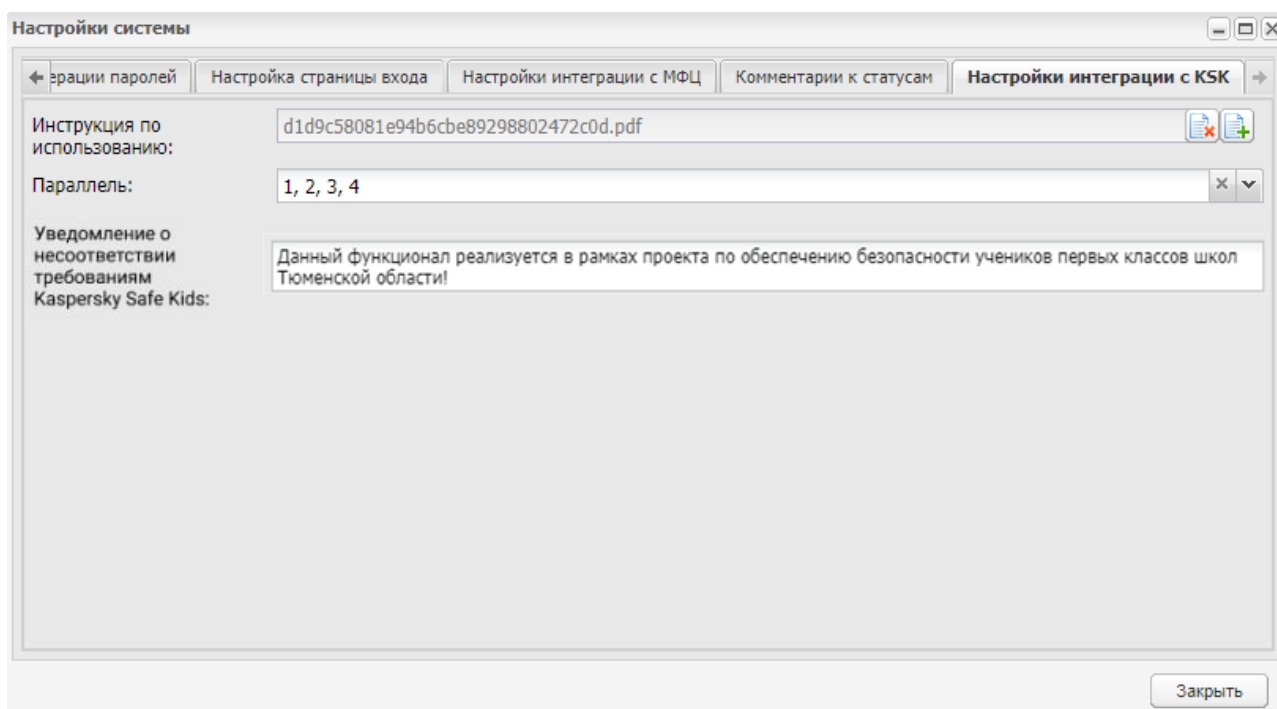 Настройки системы
ерации паролей
Настройка страницы входа
Настройки интеграции с МФЦ
Комментарии к статусам
Настройки интеграции с KSK
Инструкция по
использованию:
d1d9c58081e94b6cbe89298802472c0d.pdf
Параллель:
1, 2, 3, 4
Уведомление о
несоответствии
требованиям
Kaspersky Safe Kids:
Данный функционал реализуется в рамках проекта по обеспечению безопасности учеников первых классов школ
Тюменской области!
Закрыть